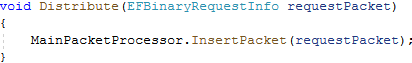 void Distribute(EFBinaryRequestInfo requestPacket)
{
    MainPacketProcessor.InsertPacket(requestPacket);
}